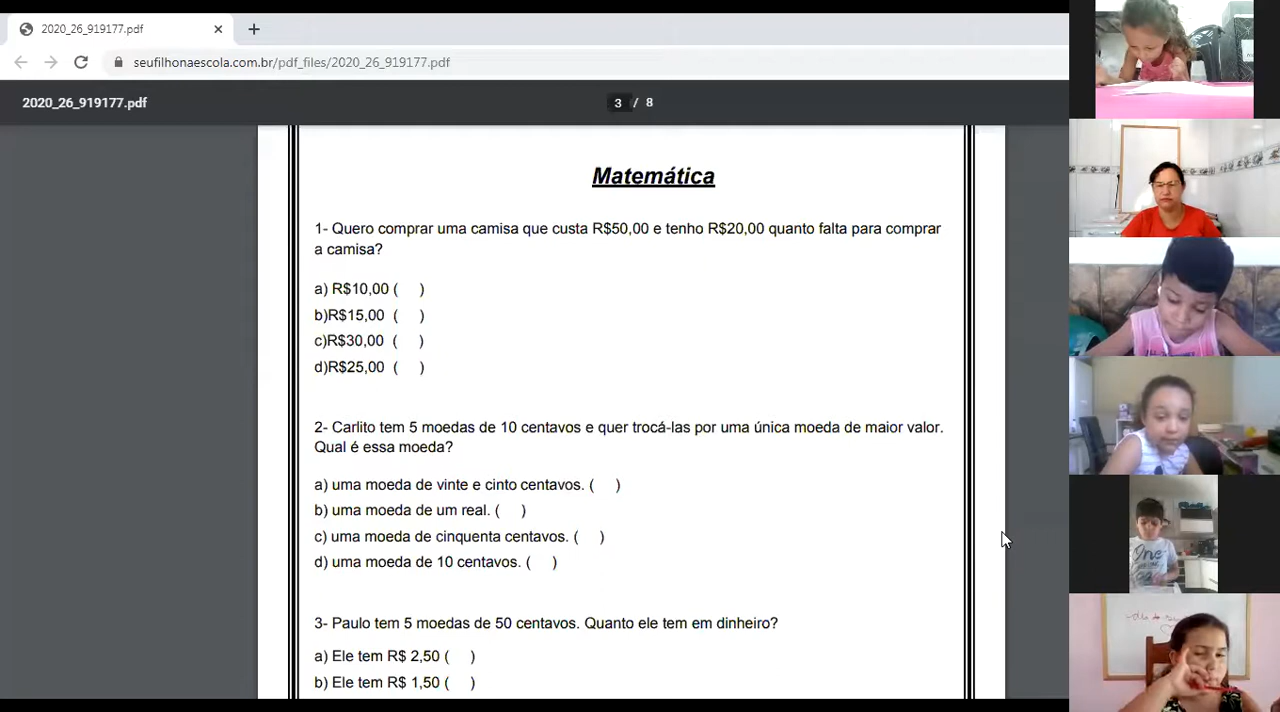 2020_26_919177.pdf
seufilhonaescola.com.br/pdf_files/2020_26_919177.pdf
2020_26_919177.pdf
3 / 8
Matemática
1- Quero comprar uma camisa que custa R$50,00 e tenho R$20,00 quanto falta para comprar
a camisa?
a) R$10,00 ( )
b)R$15,00 ( )
c)R$30,00 ( )
d)R$25,00 ( )
2- Carlito tem 5 moedas de 10 centavos e quer trocá-las por uma única moeda de maior valor.
Qual é essa moeda?
a) uma moeda de vinte e cinto centavos. ( )
b) uma moeda de um real. ( )
c) uma moeda de cinquenta centavos. ( )
d) uma moeda de 10 centavos. ( )
3- Paulo tem 5 moedas de 50 centavos. Quanto ele tem em dinheiro?
a) Ele tem R$ 2,50 ( )
b) Ele tem R$ 1,50 ( )
One